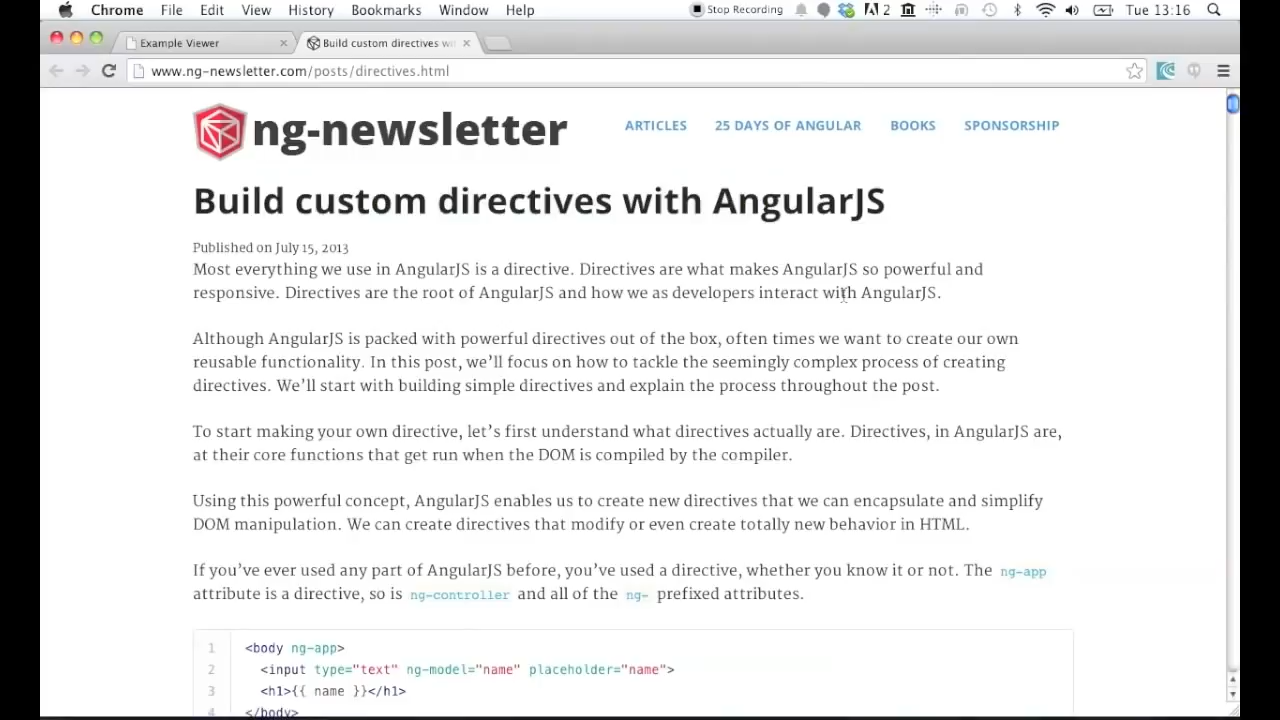 Chrome File Edit View History Bookmarks Window Help Stop Recording 2 Tue 13:16
Example Viewer Build custom directives wi
www.ng-newsletter.com/posts/directives.html
ng-newsletter ARTICLES 25 DAYS OF ANGULAR BOOKS SPONSORSHIP
Build custom directives with AngularJS
Published on July 15, 2013
Most everything we use in AngularJS is a directive. Directives are what makes AngularJS so powerful and
responsive. Directives are the root of AngularJS and how we as developers interact with AngularJS.
Although AngularJS is packed with powerful directives out of the box, often times we want to create our own
reusable functionality. In this post, we’ll focus on how to tackle the seemingly complex process of creating
directives. We’ll start with building simple directives and explain the process throughout the post.
To start making your own directive, let’s first understand what directives actually are. Directives, in AngularJS are,
at their core functions that get run when the DOM is compiled by the compiler.
Using this powerful concept, AngularJS enables us to create new directives that we can encapsulate and simplify
DOM manipulation. We can create directives that modify or even create totally new behavior in HTML.
If you’ve ever used any part of AngularJS before, you’ve used a directive, whether you know it or not. The ng-app
attribute is a directive, so is ng-controller and all of the ng- prefixed attributes.
1 <body ng-app>
2 <input type="text" ng-model="name" placeholder="name">
3 <h1>{{ name }}</h1>
4 </body>